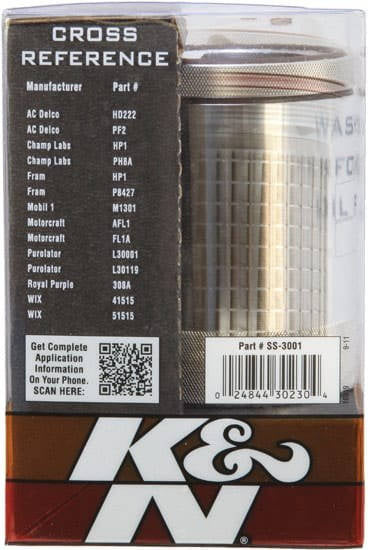 CROSS
REFERENCE
Manufacturer Part #
AC Delco HD222
AC Delco PF2
Champ Labs HP1
Champ Labs PH8A
Fram HP1
Fram P8427
Mobil 1 M1301
Motorcraft AFL1
Motorcraft FL1A
Purolator L30001
Purolator L30119
Royal Purple 308A
WIX 41515
WIX 51515
Get Complete
Application
Information
On Your Phone.
SCAN HERE:
Part # SS-3001
0 24844 30230 4
9-11
K&N
®